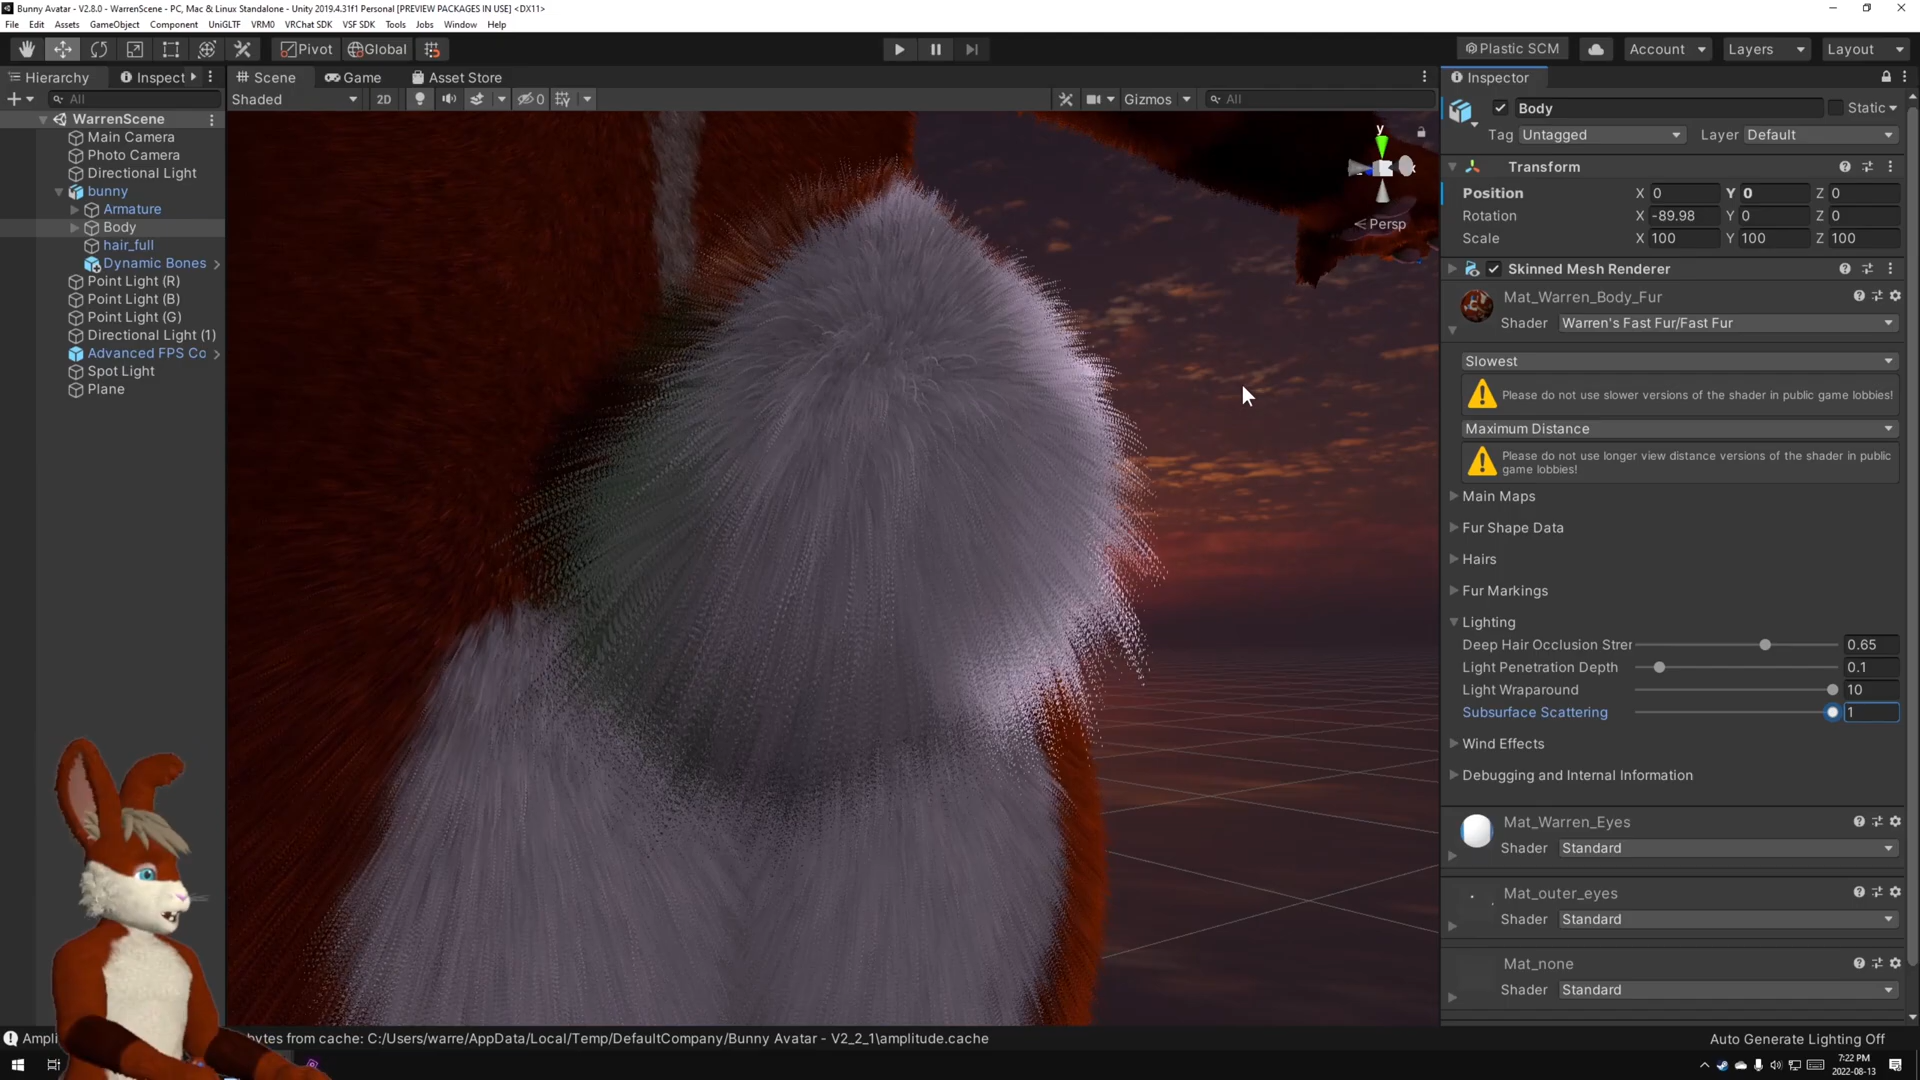 Bunny Avatar - V2.8.0 - WarrenScene - PC, Mac & Linux Standalone - Unity 2019.4.31f1 Personal [PREVIEW PACKAGES IN USE] <DX11>
File Edit Assets GameObject Component UniGLTF VRM0 VRChat SDK VSF SDK Tools Jobs Window Help
Pivot Global Plastic SCM Account Layers Layout
Hierarchy Inspect Scene Game Asset Store Inspector
All Shaded 2D 0 Gizmos All
WarrenScene
Main Camera
Photo Camera
Directional Light
bunny
Armature
Body
hair_full
Dynamic Bones
Point Light (R)
Point Light (B)
Point Light (G)
Directional Light (1)
Advanced FPS Co
Spot Light
Plane
y
Persp
Body Static
Tag Untagged Layer Default
Transform
Position X 0 Y 0 Z 0
Rotation X -89.98 Y 0 Z 0
Scale X 100 Y 100 Z 100
Skinned Mesh Renderer
Mat_Warren_Body_Fur
Shader Warren's Fast Fur/Fast Fur
Slowest
Please do not use slower versions of the shader in public game lobbies!
Maximum Distance
Please do not use longer view distance versions of the shader in public
game lobbies!
Main Maps
Fur Shape Data
Hairs
Fur Markings
Lighting
Deep Hair Occlusion Stre 0.65
Light Penetration Depth 0.1
Light Wraparound 10
Subsurface Scattering 1
Wind Effects
Debugging and Internal Information
Mat_Warren_Eyes
Shader Standard
Mat_outer_eyes
Shader Standard
Mat_none
Shader Standard
Ampli bytes from cache: C:/Users/warre/AppData/Local/Temp/DefaultCompany/Bunny Avatar - V2_2_1\amplitude.cache
Auto Generate Lighting Off
7:22 PM
2022-08-13